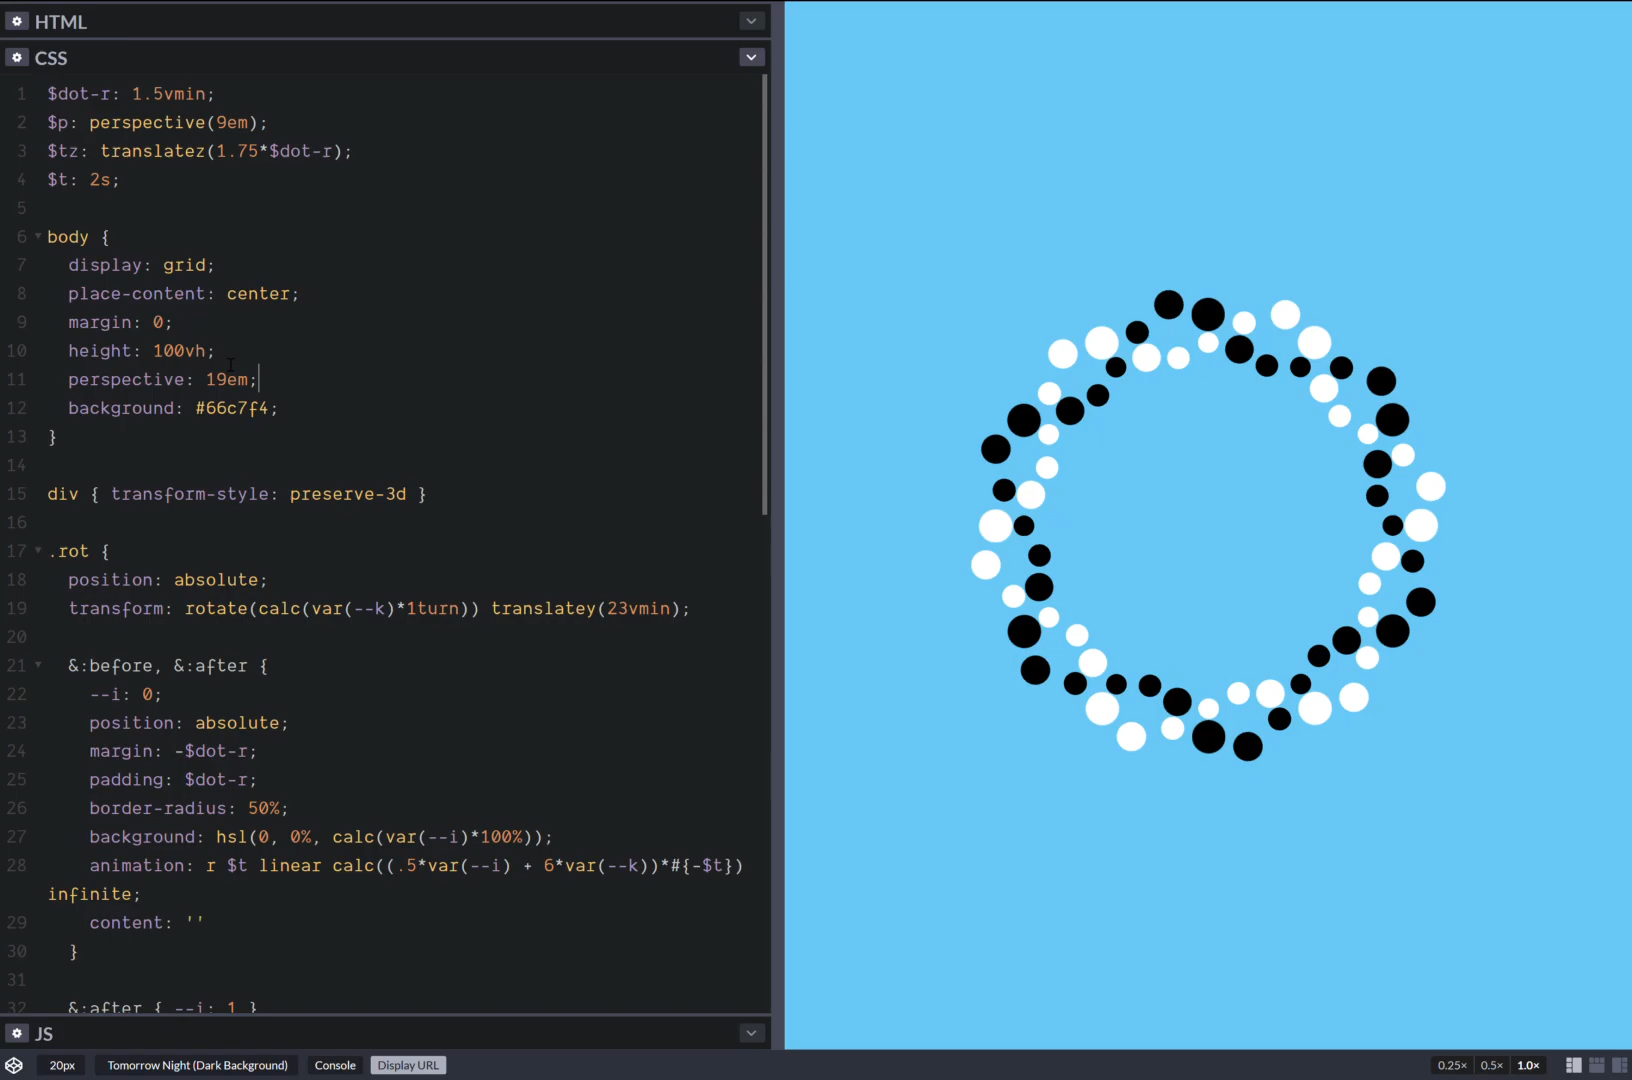 HTML
CSS
1 $dot-r: 1.5vmin;
2 $p: perspective(9em);
3 $tz: translatez(1.75*$dot-r);
4 $t: 2s;
5
6 body {
7 display: grid;
8 place-content: center;
9 margin: 0;
10 height: 100vh;
11 perspective: 19em;
12 background: #66c7f4;
13 }
14
15 div { transform-style: preserve-3d }
16
17 .rot {
18 position: absolute;
19 transform: rotate(calc(var(--k)*1turn)) translatey(23vmin);
20
21 &:before, &:after {
22 --i: 0;
23 position: absolute;
24 margin: -$dot-r;
25 padding: $dot-r;
26 border-radius: 50%;
27 background: hsl(0, 0%, calc(var(--i)*100%));
28 animation: r $t linear calc((.5*var(--i) + 6*var(--k))*#{-$t})
infinite;
29 content: ''
30 }
31
32 &:after { --i: 1 }
JS
20px Tomorrow Night (Dark Background) Console Display URL 0.25× 0.5× 1.0×